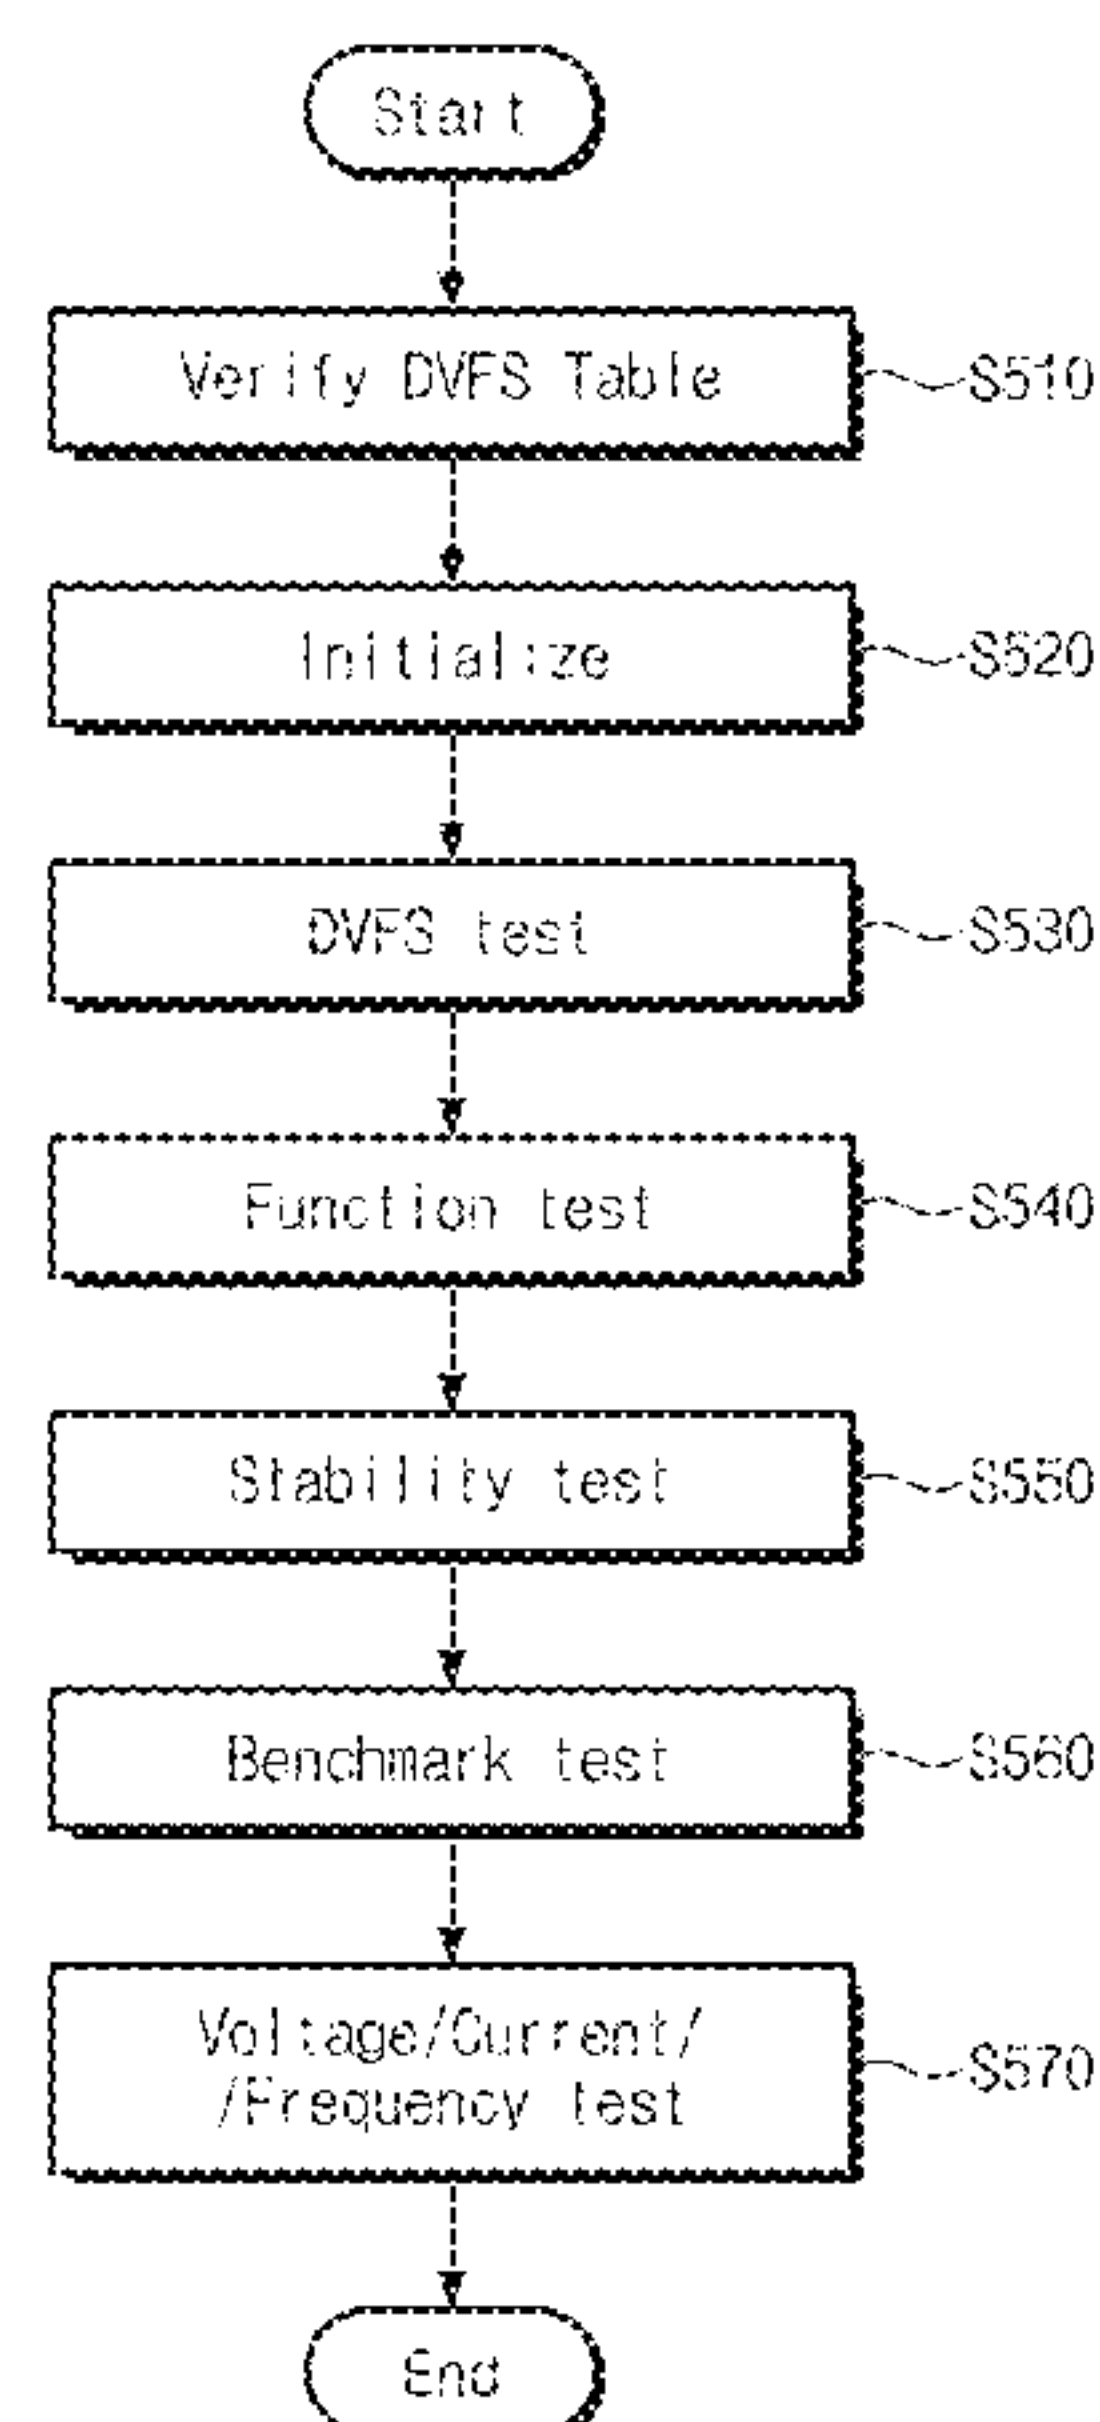 Start
Verify DVFS Table
S510
Initialize
S520
DVFS test
S530
Function test
S540
Stability test
S550
Benchmark test
S560
Voltage/Current/
/Frequency test
S570
End